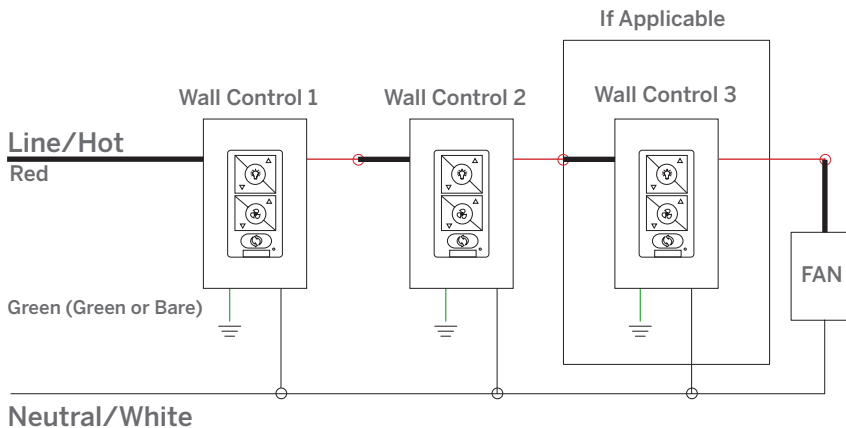 If Applicable
Wall Control 1
Wall Control 2
Wall Control 3
Line/Hot
Red
FAN
Green (Green or Bare)
Neutral/White